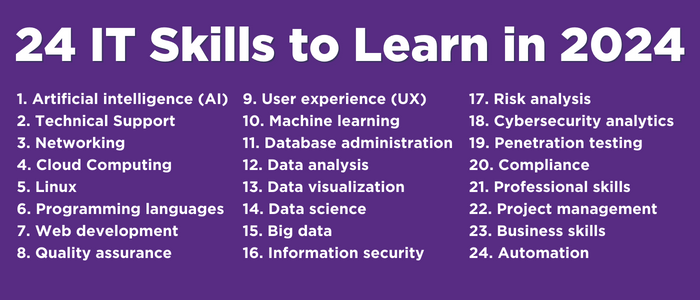 24 IT Skills to Learn in 2024
1. Artificial intelligence (AI)
2. Technical Support
3. Networking
4. Cloud Computing
5. Linux
6. Programming languages
7. Web development
8. Quality assurance
9. User experience (UX)
10. Machine learning
11. Database administration
12. Data analysis
13. Data visualization
14. Data science
15. Big data
16. Information security
17. Risk analysis
18. Cybersecurity analytics
19. Penetration testing
20. Compliance
21. Professional skills
22. Project management
23. Business skills
24. Automation